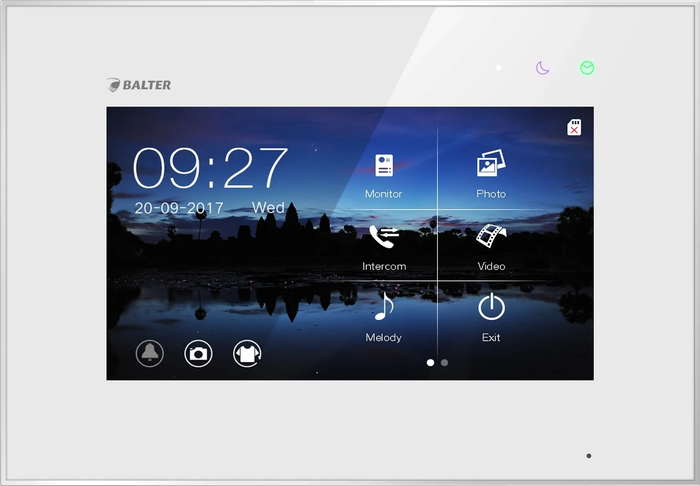 BALTER
09:27
20-09-2017 Wed
Monitor
Photo
Intercom
Video
Melody
Exit